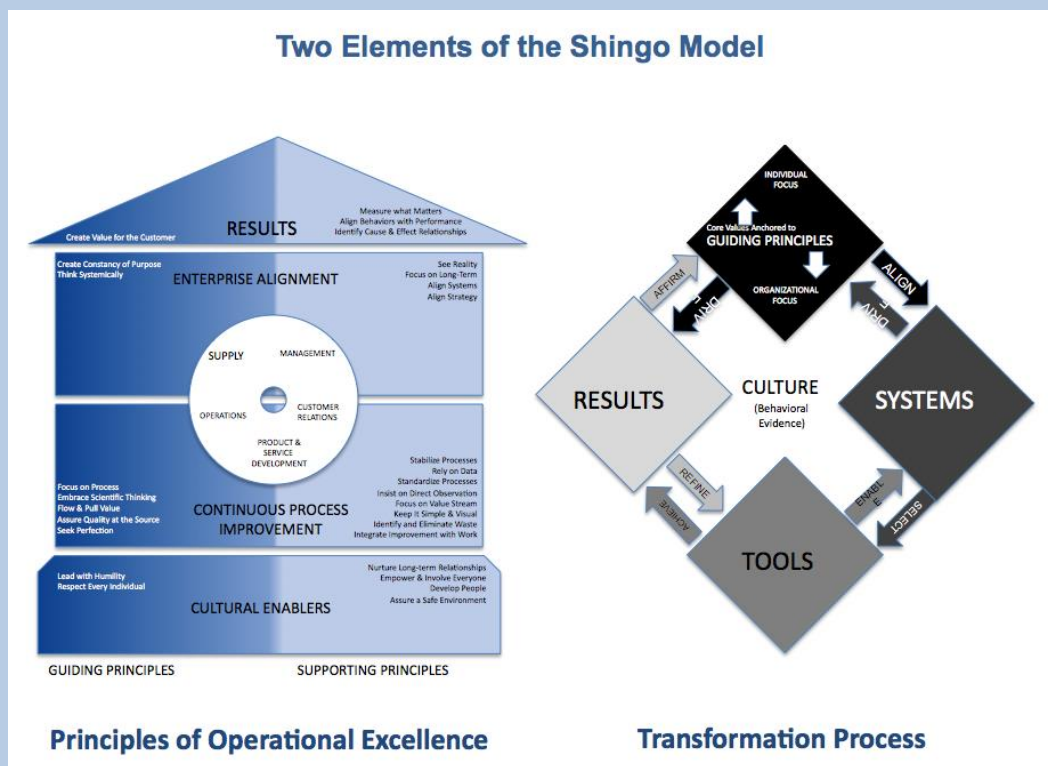 Two Elements of the Shingo Model
RESULTS
Create Value for the Customer
Measure what Matters
Align Behaviors with Performance
Identify Cause & Effect Relationships
Create Constancy of Purpose
Think Systemically
ENTERPRISE ALIGNMENT
See Reality
Focus on Long-Term
Align Systems
Align Strategy
SUPPLY
MANAGEMENT
OPERATIONS
CUSTOMER
RELATIONS
PRODUCT &
SERVICE
DEVELOPMENT
Focus on Process
Embrace Scientific Thinking
Flow & Pull Value
Assure Quality at the Source
Seek Perfection
CONTINUOUS PROCESS
IMPROVEMENT
Stabilize Processes
Rely on Data
Standardize Processes
Insist on Direct Observation
Focus on Value Stream
Keep It Simple & Visual
Identify and Eliminate Waste
Integrate Improvement with Work
Lead with Humility
Respect Every Individual
CULTURAL ENABLERS
Nurture Long-term Relationships
Empower & Involve Everyone
Develop People
Assure a Safe Environment
GUIDING PRINCIPLES
SUPPORTING PRINCIPLES
Principles of Operational Excellence
INDIVIDUAL
FOCUS
Core Values Anchored to
GUIDING PRINCIPLES
ORGANIZATIONAL
FOCUS
AFFIRM
DRIV
E
ALIGN
DRIV
E
RESULTS
CULTURE
(Behavioral
Evidence)
SYSTEMS
REFINE
ACHIEVE
ENABL
E
SELECT
TOOLS
Transformation Process